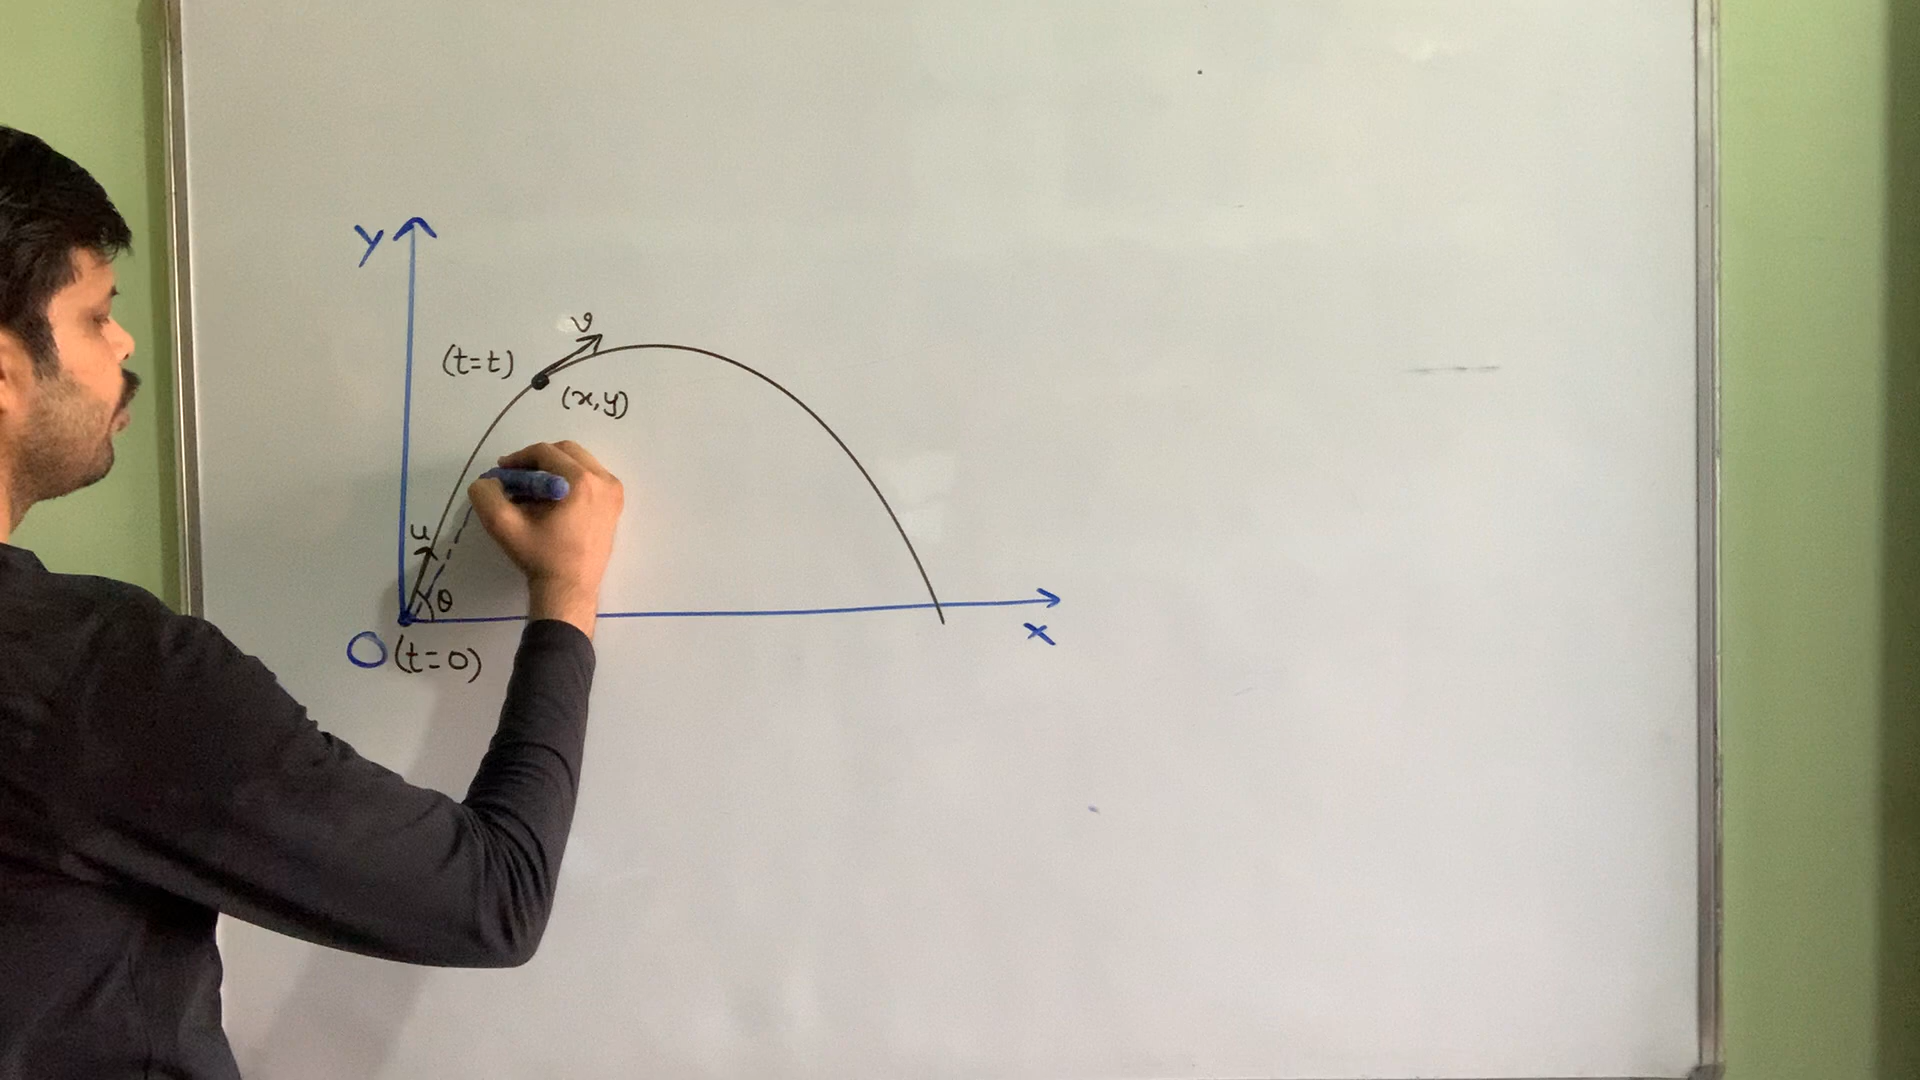 y
v
(t=t)
(x,y)
u
θ
O (t=0)
x